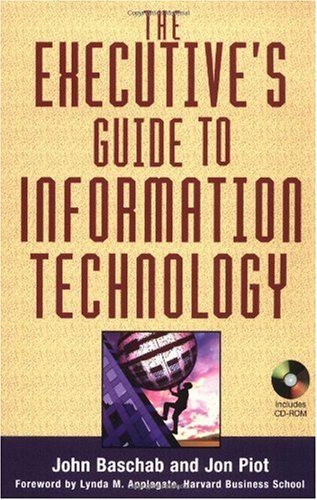 THE
EXECUTIVE'S
GUIDE TO
INFORMATION
TECHNOLOGY
Includes
CD-ROM
John Baschab and Jon Piot
Foreword by Lynda M. Applegate, Harvard Business School